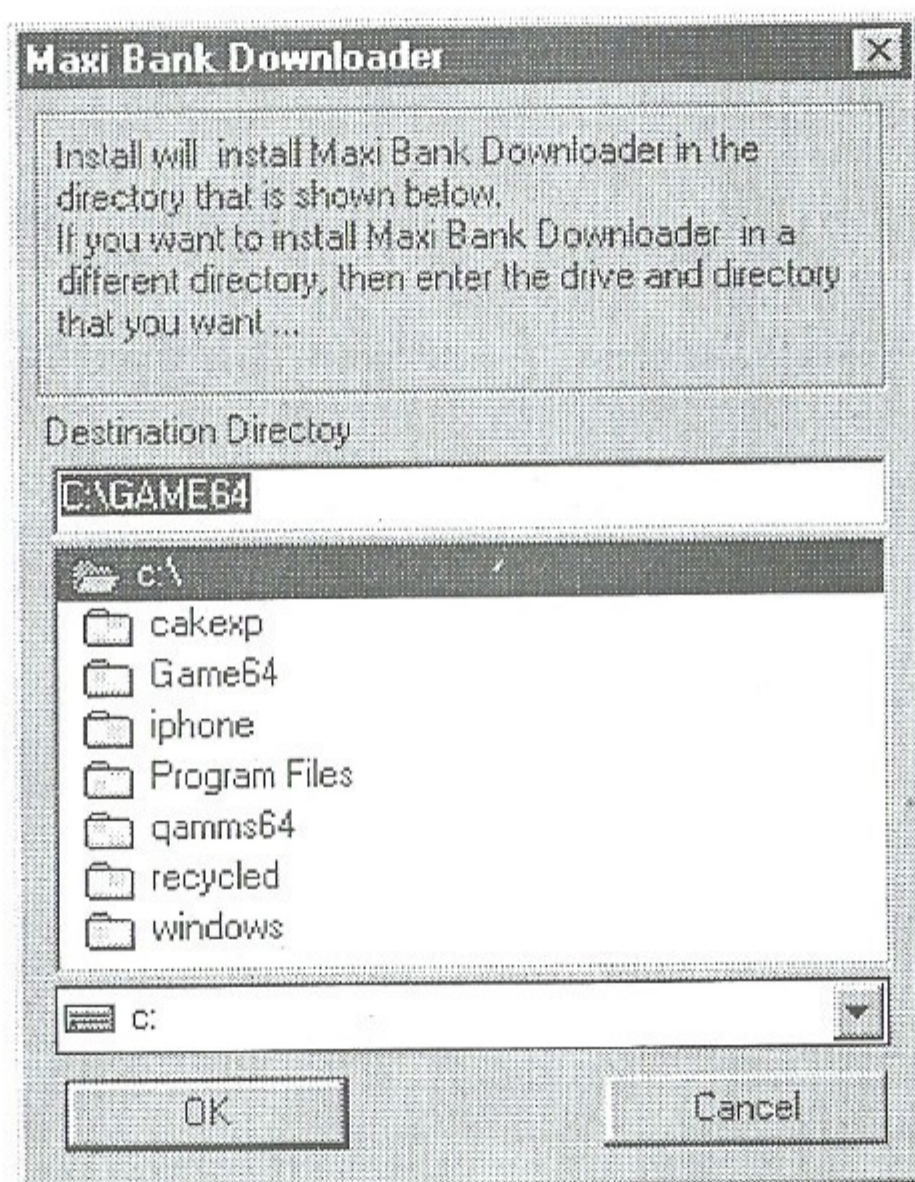 Maxi Bank Downloader
Install will install Maxi Bank Downloader in the
directory that is shown below.
If you want to install Maxi Bank Downloader in a
different directory, then enter the drive and directory
that you want ...
Destination Directoy
C:\GAME64
c:\
cakexp
Game64
iphone
Program Files
qamms64
recycled
windows
c:
OK
Cancel